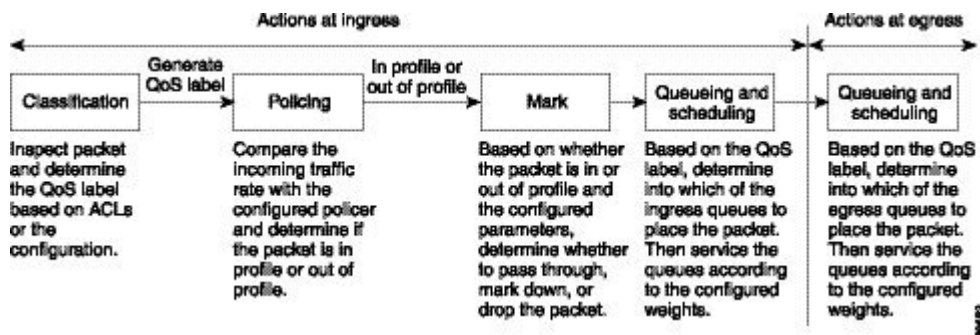 Actions at ingress
Actions at egress
Generate
QoS label
In profile or
out of profile
Classification
Policing
Mark
Queueing and
scheduling
Queueing and
scheduling
Inspect packet
and determine
the QoS label
based on ACLs
or the
configuration.
Compare the
incoming traffic
rate with the
configured policer
and determine if
the packet is in
profile or out of
profile.
Based on whether
the packet is in or
out of profile and
the configured
parameters,
determine whether
to pass through,
mark down, or
drop the packet.
Based on the QoS
label, determine
into which of the
ingress queues to
place the packet.
Then service the
queues according
to the configured
weights.
Based on the QoS
label, determine
into which of the
egress queues to
place the packet.
Then service the
queues according
to the configured
weights.